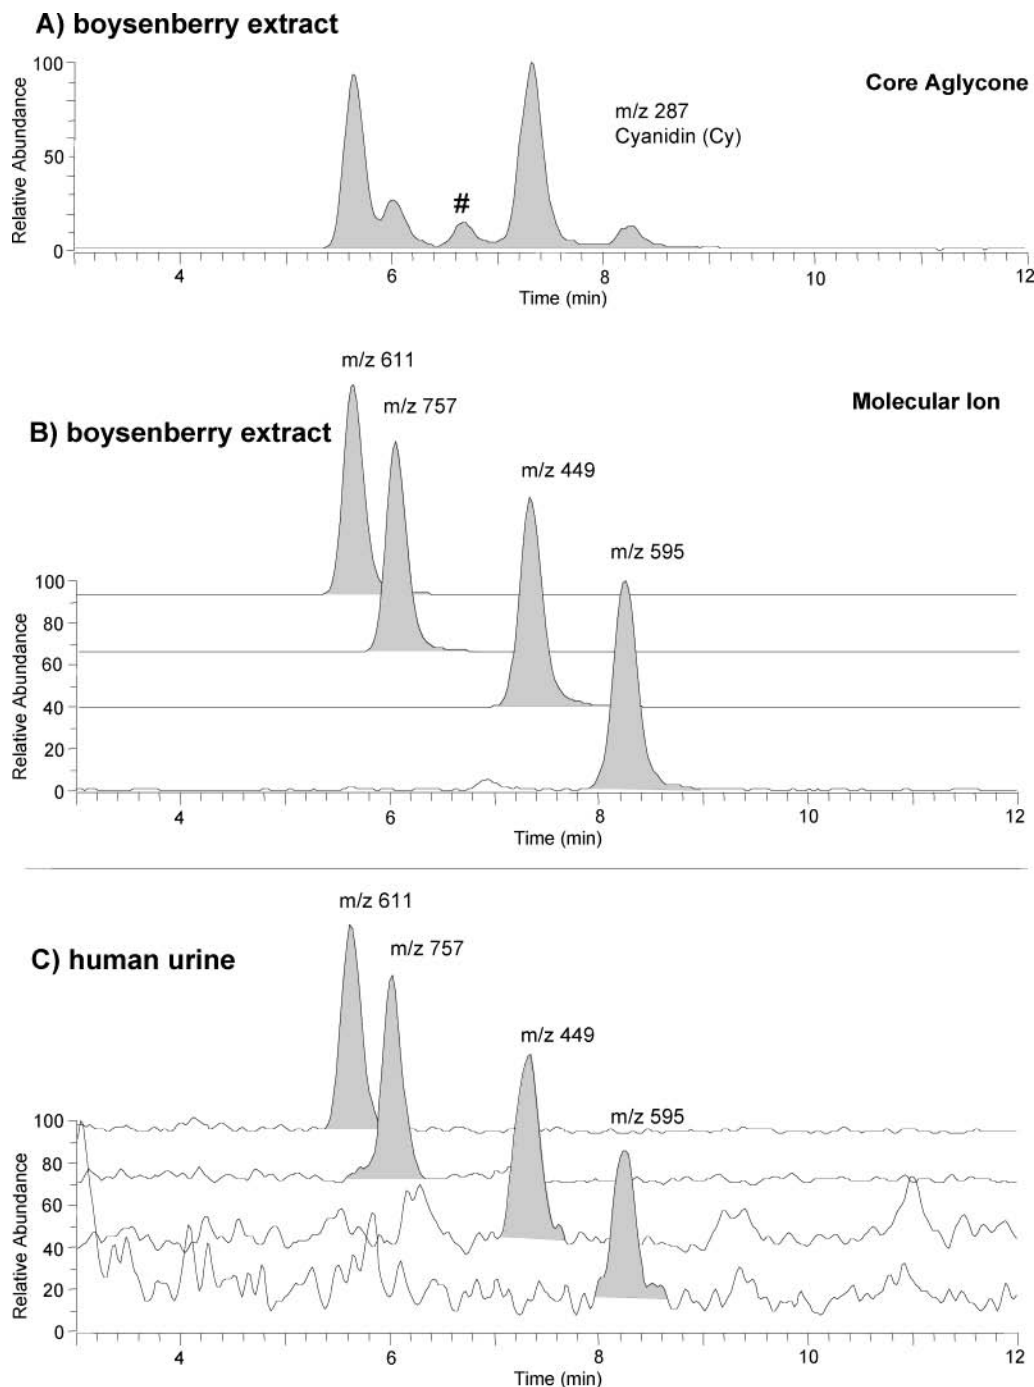 A) boysenberry extract
Core Aglycone
m/z 287
Cyanidin (Cy)
#
Relative Abundance
100
50
0
4 6 8 10 12
Time (min)
m/z 611
m/z 757
Molecular Ion
B) boysenberry extract
m/z 449
m/z 595
Relative Abundance
100
80
60
40
20
0
4 6 8 10 12
Time (min)
m/z 611
m/z 757
C) human urine
m/z 449
m/z 595
Relative Abundance
100
80
60
40
20
0
4 6 8 10 12
Time (min)